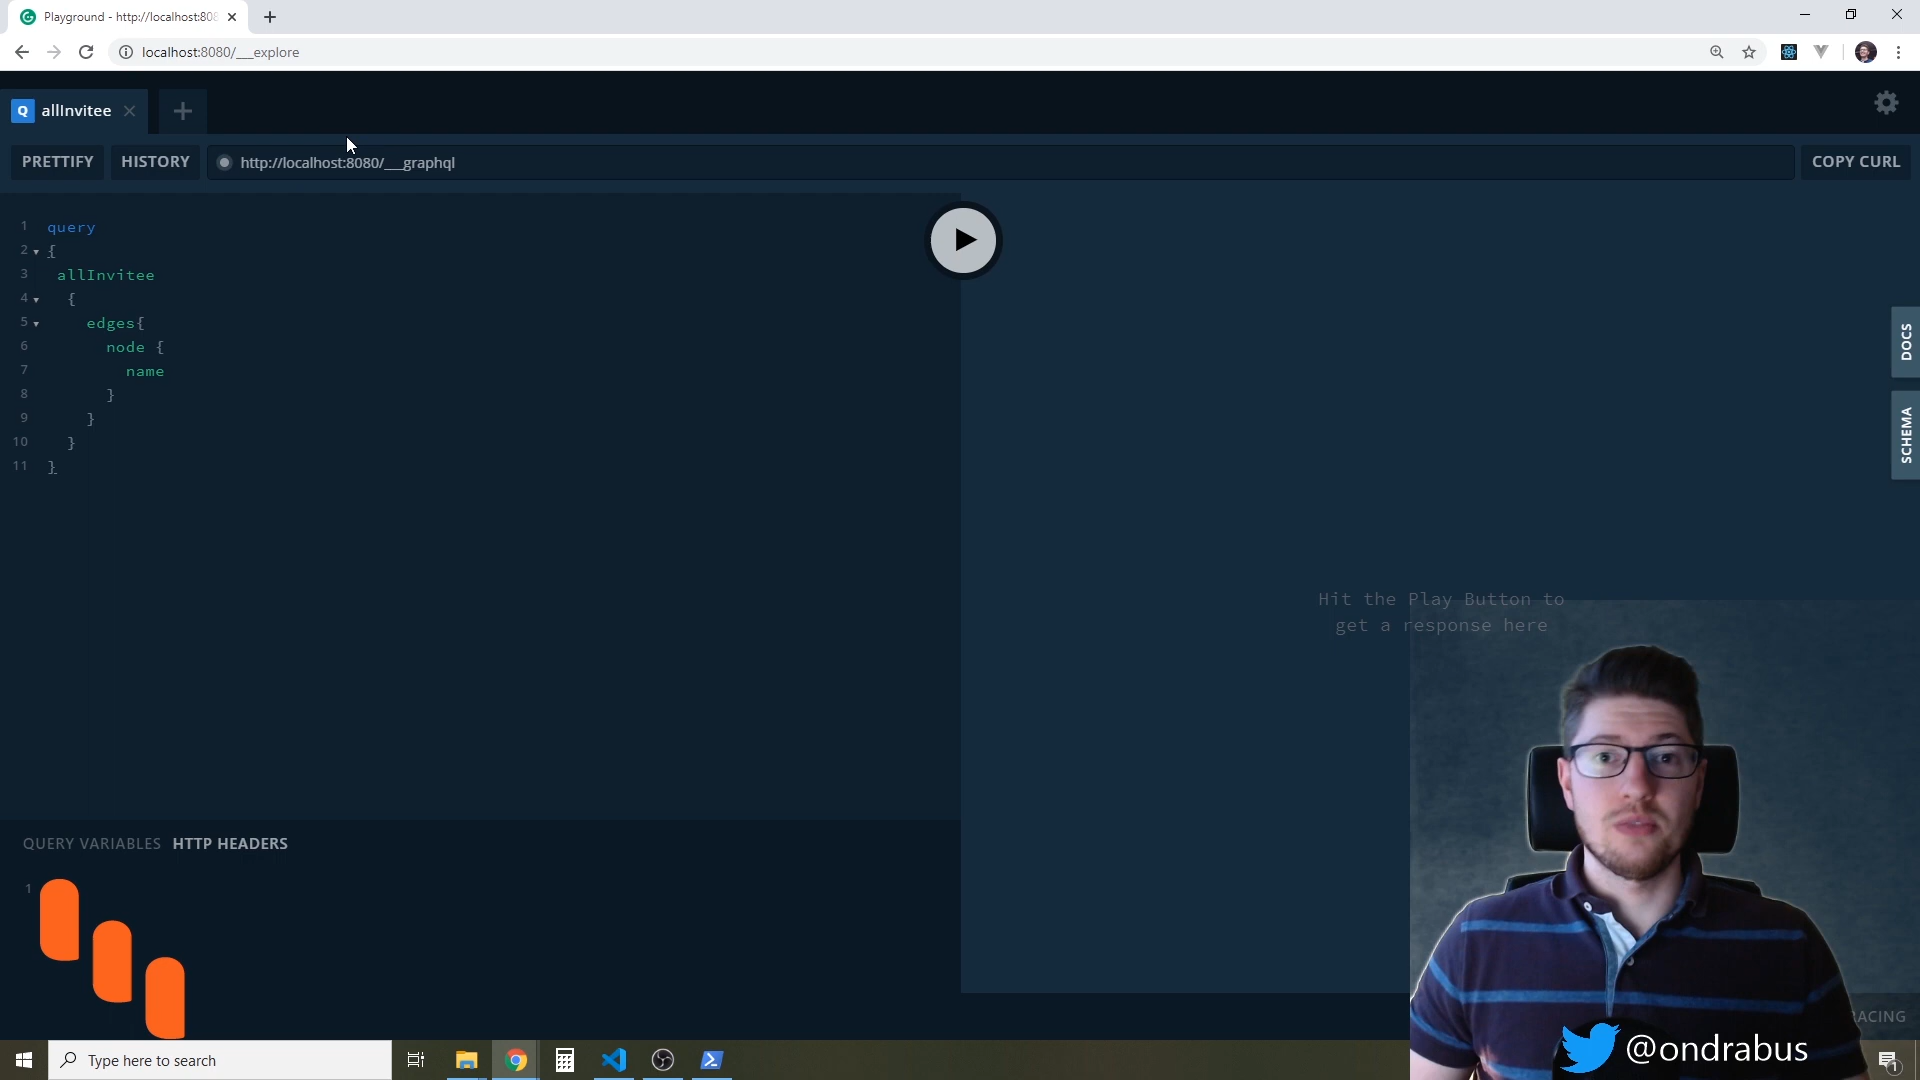 Playground - http://localhost:808
localhost:8080/___explore
Q allInvitee
PRETTIFY
HISTORY
http://localhost:8080/___graphql
COPY CURL
1 query
2 {
3 allInvitee
4 {
5 edges{
6 node {
7 name
8 }
9 }
10 }
11 }
DOCS
SCHEMA
Hit the Play Button to
get a response here
QUERY VARIABLES HTTP HEADERS
1
RACING
@ondrabus
Type here to search
1